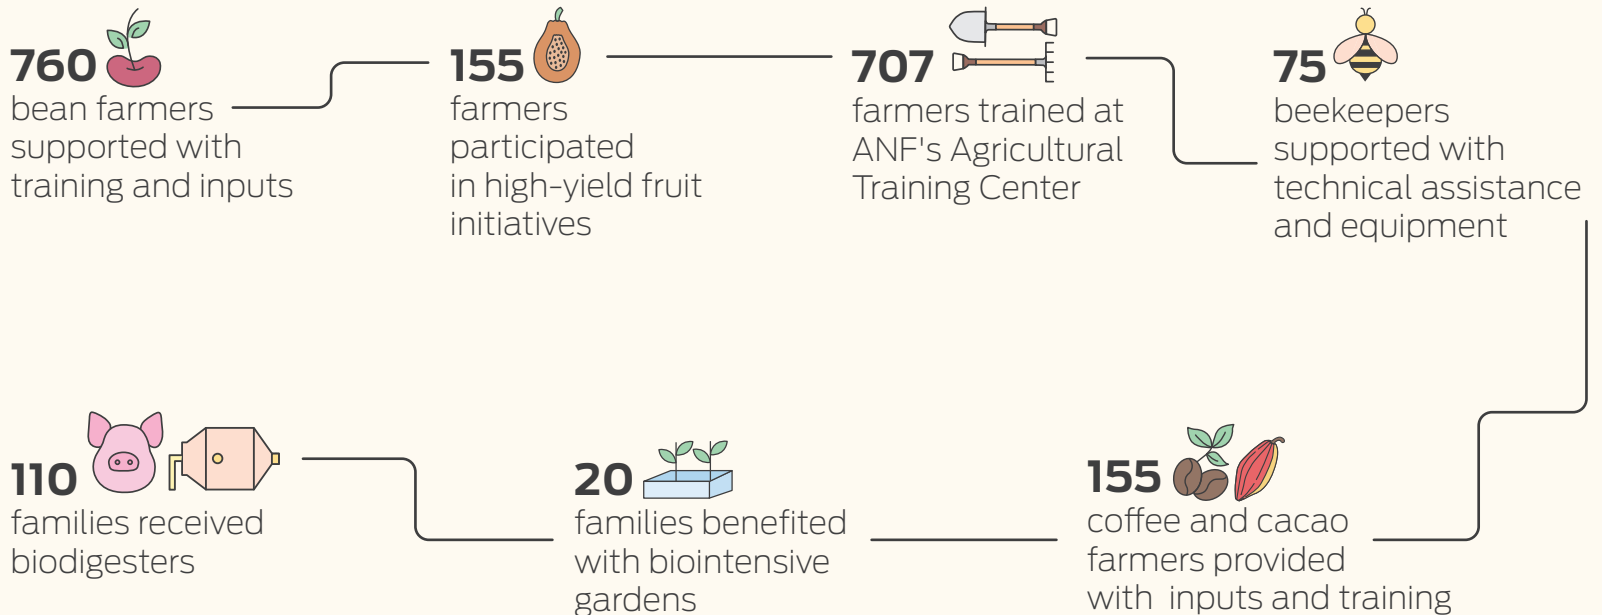 760
bean farmers
supported with
training and inputs
155
farmers
participated
in high-yield fruit
initiatives
707
farmers trained at
ANF's Agricultural
Training Center
75
beekeepers
supported with
technical assistance
and equipment
110
families received
biodigesters
20
families benefited
with biointensive
gardens
155
coffee and cacao
farmers provided
with inputs and training